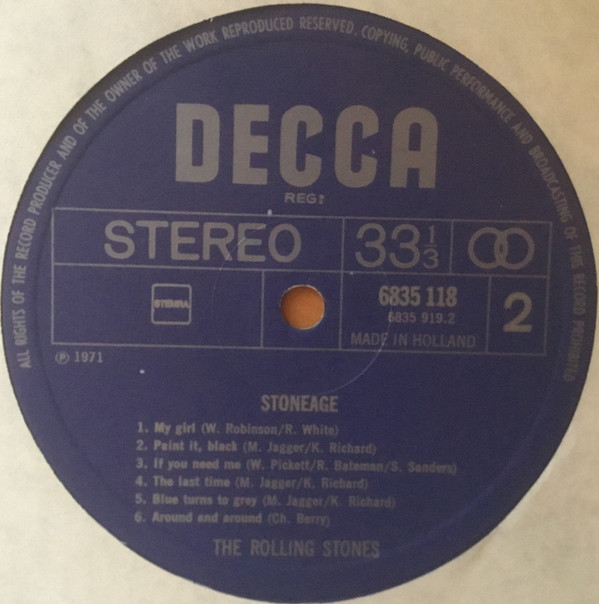 ALL RIGHTS OF THE RECORD PRODUCER AND OF THE OWNER OF THE WORK REPRODUCED RESERVED. COPYING, PUBLIC PERFORMANCE AND BROADCASTING OF THIS RECORD PROHIBITED
DECCA
REGD
STEREO 33 1/3
STEMRA
6835 118
6835 919.2
MADE IN HOLLAND
2
℗ 1971
STONEAGE
1. My girl (W. Robinson/R. White)
2. Paint it, black (M. Jagger/K. Richard)
3. If you need me (W. Pickett/R. Bateman/S. Sanders)
4. The last time (M. Jagger/K. Richard)
5. Blue turns to grey (M. Jagger/K. Richard)
6. Around and around (Ch. Berry)
THE ROLLING STONES